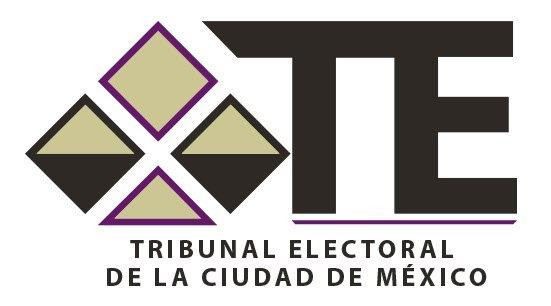 TE
TRIBUNAL ELECTORAL
DE LA CIUDAD DE MÉXICO